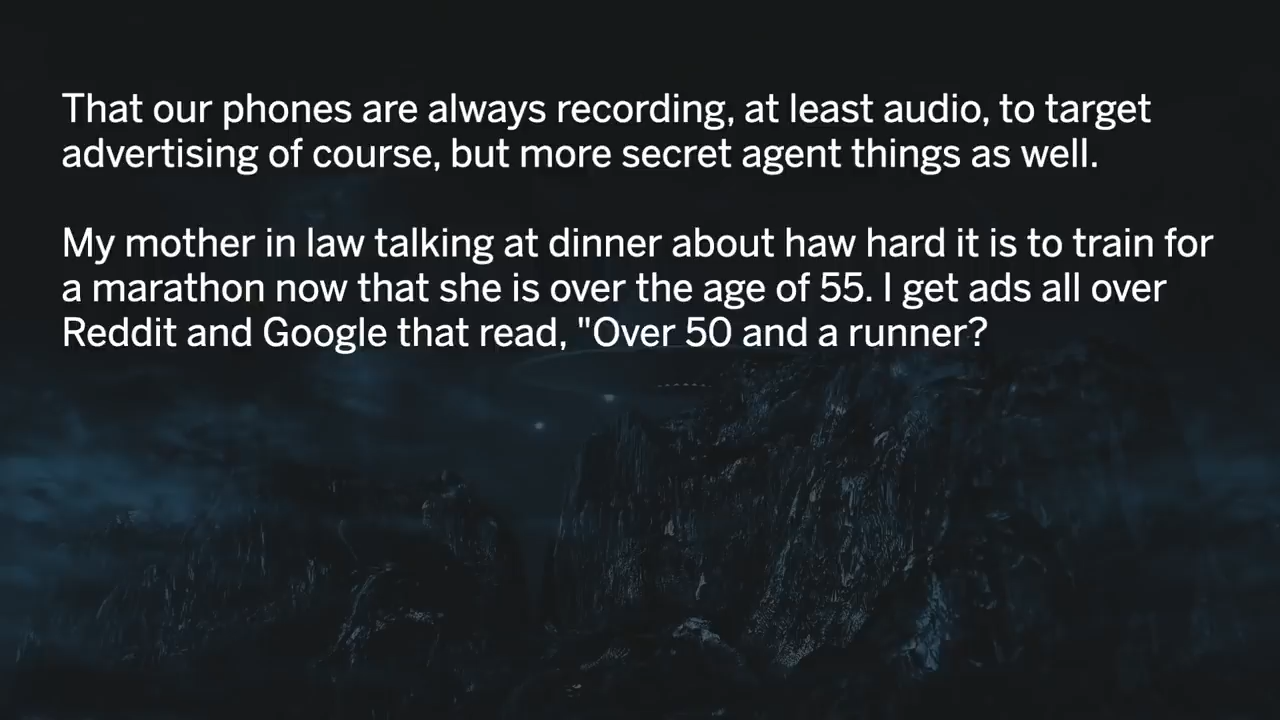 That our phones are always recording, at least audio, to target
advertising of course, but more secret agent things as well.
My mother in law talking at dinner about haw hard it is to train for
a marathon now that she is over the age of 55. I get ads all over
Reddit and Google that read, "Over 50 and a runner?